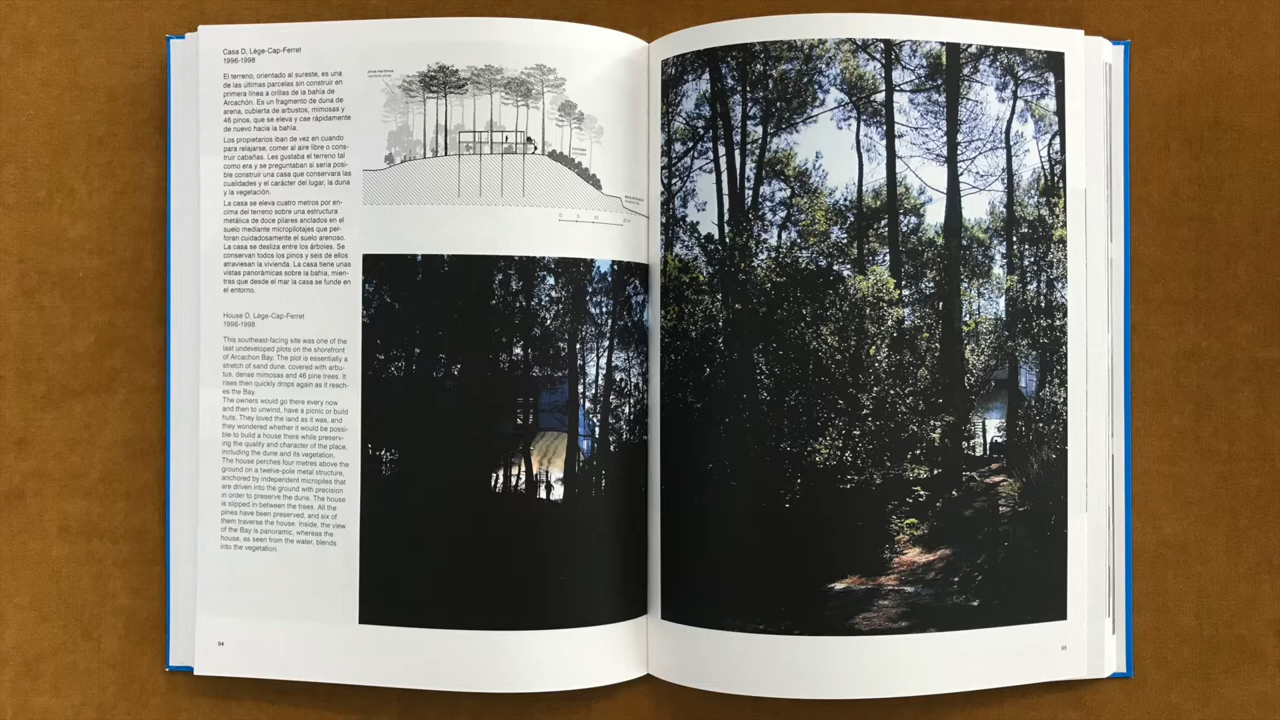 Casa D, Lège-Cap-Ferret
1996-1998
El terreno, orientado al sureste, es una
de las últimas parcelas sin construir en
primera línea a orillas de la bahía de
Arcachón. Es un fragmento de duna de
arena, cubierta de arbustos, mimosas y
46 pinos, que se eleva y cae rápidamente
de nuevo hacia la bahía.
Los propietarios iban de vez en cuando
para relajarse, comer al aire libre o cons-
truir cabañas. Les gustaba el terreno tal
como era y se preguntaban si sería posi-
ble construir una casa que conservara las
cualidades y el carácter del lugar, la duna
y la vegetación.
La casa se eleva cuatro metros por en-
cima del terreno sobre una estructura
metálica de doce pilares anclados en el
suelo mediante micropilotajes que per-
foran cuidadosamente el suelo arenoso.
La casa se desliza entre los árboles. Se
conservan todos los pinos y seis de ellos
atraviesan la vivienda. La casa tiene unas
vistas panorámicas sobre la bahía, mien-
tras que desde el mar la casa se funde en
el entorno.
House D, Lège-Cap-Ferret
1996-1998
This southeast-facing site was one of the
last undeveloped plots on the shorefront
of Arcachon Bay. The plot is essentially a
stretch of sand dune, covered with arbu-
tus, dense mimosas and 46 pine trees. It
rises then quickly drops again as it reach-
es the Bay.
The owners would go there every now
and then to unwind, have a picnic or build
huts. They loved the land as it was, and
they wondered whether it would be possi-
ble to build a house there while preserv-
ing the quality and character of the place,
including the dune and its vegetation.
The house perches four metres above the
ground on a twelve-pole metal structure,
anchored by independent micropiles that
are driven into the ground with precision
in order to preserve the dune. The house
is slipped in between the trees. All the
pines have been preserved, and six of
them traverse the house. Inside, the view
of the Bay is panoramic, whereas the
house, as seen from the water, blends
into the vegetation.
94
pinos marítimos
maritime pines
0 5 10 20 m
95